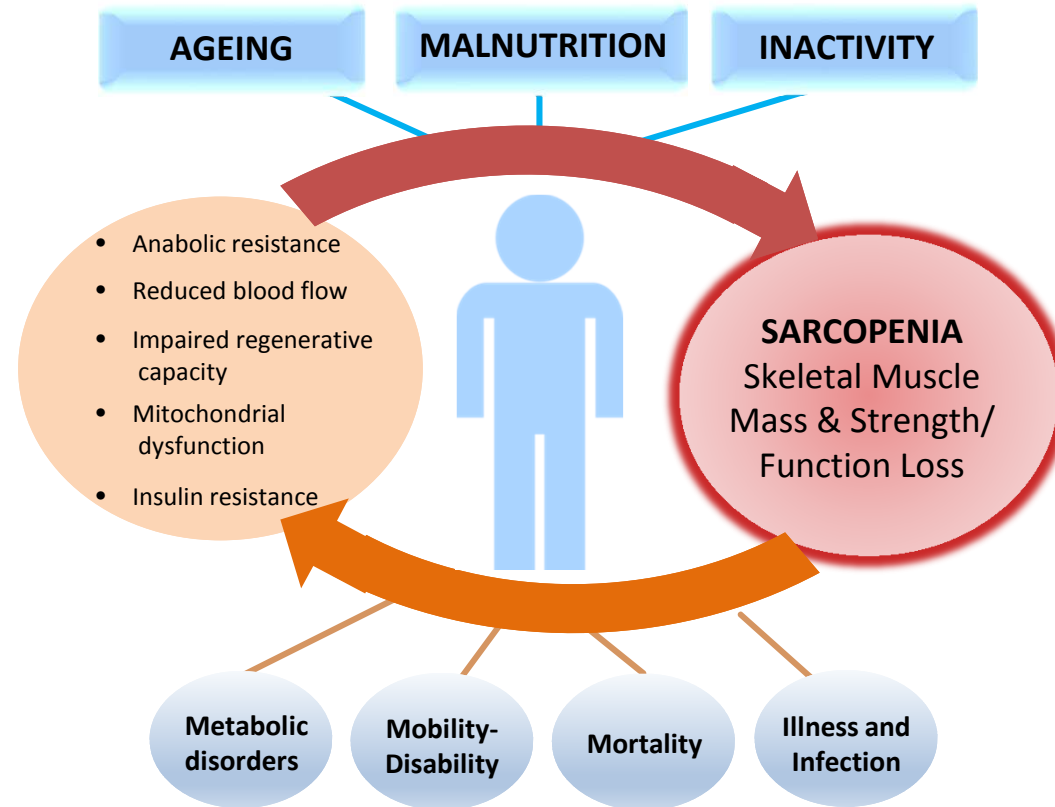 AGEING
MALNUTRITION
INACTIVITY
• Anabolic resistance
• Reduced blood flow
• Impaired regenerative
capacity
• Mitochondrial
dysfunction
• Insulin resistance
SARCOPENIA
Skeletal Muscle
Mass & Strength/
Function Loss
Metabolic
disorders
Mobility-
Disability
Mortality
Illness and
Infection